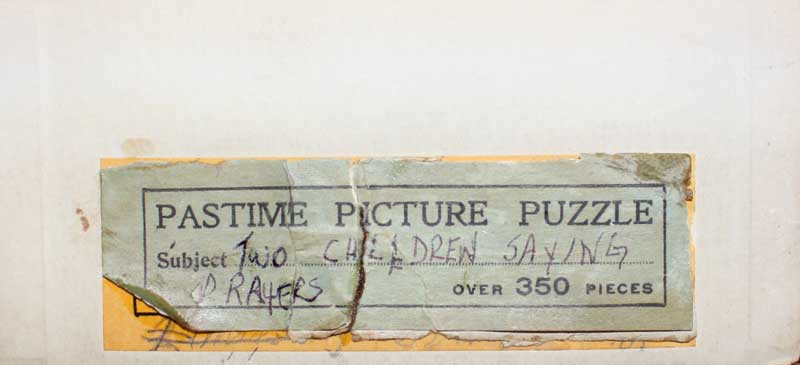 PASTIME PICTURE PUZZLE
Subject Two CHILDREN SAYING
PRAYERS
OVER 350 PIECES